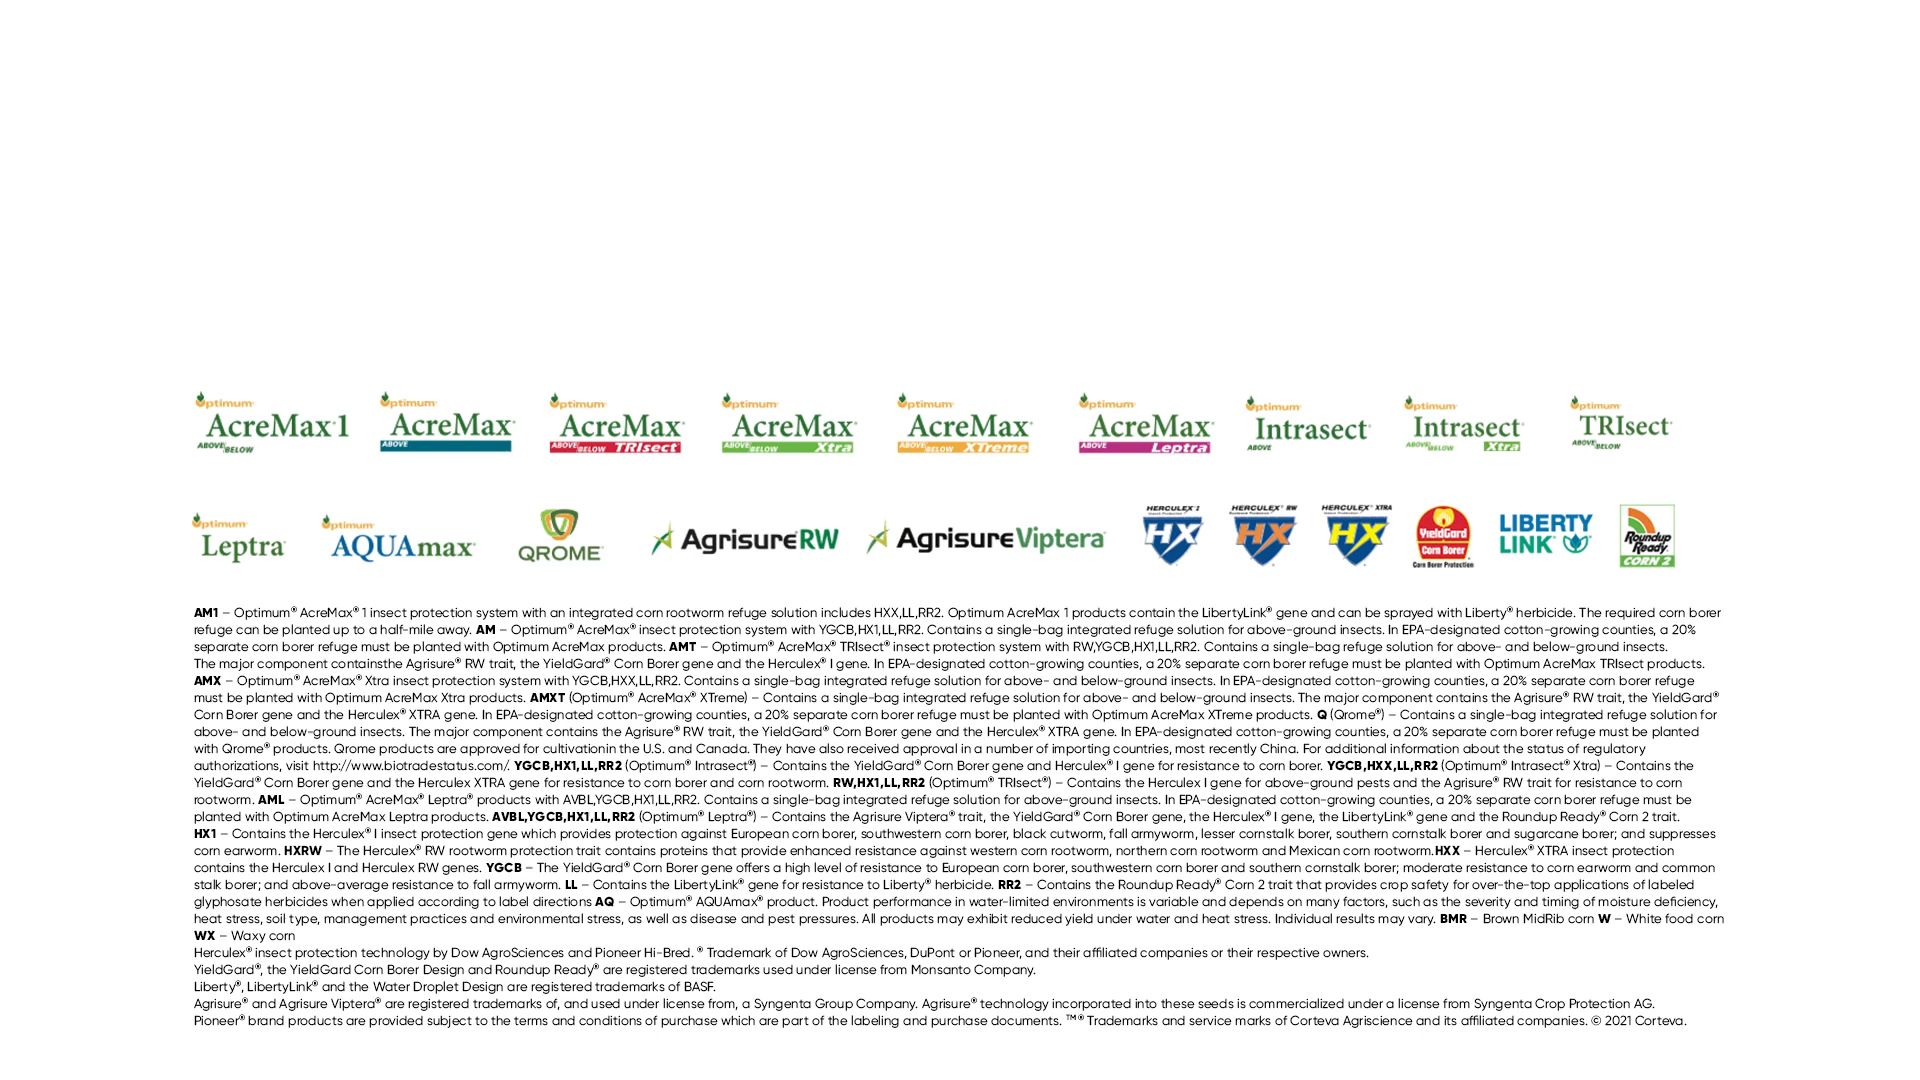 Optimum® AcreMax® 1 ABOVE BELOW
Optimum® AcreMax® ABOVE
Optimum® AcreMax® ABOVE BELOW TRIsect
Optimum® AcreMax® ABOVE BELOW Xtra
Optimum® AcreMax® ABOVE BELOW XTreme
Optimum® AcreMax® ABOVE Leptra
Optimum® Intrasect® ABOVE
Optimum® Intrasect® ABOVE BELOW Xtra
Optimum® TRIsect® ABOVE BELOW
Optimum® Leptra®
Optimum® AQUAmax®
QROME®
Agrisure® RW
Agrisure Viptera®
HERCULEX® I Insect Protection HX
HERCULEX® RW HX
HERCULEX® XTRA Insect Protection HX
YieldGard Corn Borer Corn Borer Protection
LIBERTY LINK®
Roundup Ready® CORN 2
AM1 – Optimum® AcreMax® 1 insect protection system with an integrated corn rootworm refuge solution includes HXX,LL,RR2. Optimum AcreMax 1 products contain the LibertyLink® gene and can be sprayed with Liberty® herbicide. The required corn borer
refuge can be planted up to a half-mile away. AM – Optimum® AcreMax® insect protection system with YGCB,HX1,LL,RR2. Contains a single-bag integrated refuge solution for above-ground insects. In EPA-designated cotton-growing counties, a 20%
separate corn borer refuge must be planted with Optimum AcreMax products. AMT – Optimum® AcreMax® TRIsect® insect protection system with RW,YGCB,HX1,LL,RR2. Contains a single-bag refuge solution for above- and below-ground insects.
The major component containsthe Agrisure® RW trait, the YieldGard® Corn Borer gene and the Herculex® I gene. In EPA-designated cotton-growing counties, a 20% separate corn borer refuge must be planted with Optimum AcreMax TRIsect products.
AMX – Optimum® AcreMax® Xtra insect protection system with YGCB,HXX,LL,RR2. Contains a single-bag integrated refuge solution for above- and below-ground insects. In EPA-designated cotton-growing counties, a 20% separate corn borer refuge
must be planted with Optimum AcreMax Xtra products. AMXT (Optimum® AcreMax® XTreme) – Contains a single-bag integrated refuge solution for above- and below-ground insects. The major component contains the Agrisure® RW trait, the YieldGard®
Corn Borer gene and the Herculex® XTRA gene. In EPA-designated cotton-growing counties, a 20% separate corn borer refuge must be planted with Optimum AcreMax XTreme products. Q (Qrome®) – Contains a single-bag integrated refuge solution for
above- and below-ground insects. The major component contains the Agrisure® RW trait, the YieldGard® Corn Borer gene and the Herculex® XTRA gene. In EPA-designated cotton-growing counties, a 20% separate corn borer refuge must be planted
with Qrome® products. Qrome products are approved for cultivationin the U.S. and Canada. They have also received approval in a number of importing countries, most recently China. For additional information about the status of regulatory
authorizations, visit http://www.biotradestatus.com/. YGCB,HX1,LL,RR2 (Optimum® Intrasect®) – Contains the YieldGard® Corn Borer gene and Herculex® I gene for resistance to corn borer. YGCB,HXX,LL,RR2 (Optimum® Intrasect® Xtra) – Contains the
YieldGard® Corn Borer gene and the Herculex XTRA gene for resistance to corn borer and corn rootworm. RW,HX1,LL,RR2 (Optimum® TRIsect®) – Contains the Herculex I gene for above-ground pests and the Agrisure® RW trait for resistance to corn
rootworm. AML – Optimum® AcreMax® Leptra® products with AVBL,YGCB,HX1,LL,RR2. Contains a single-bag integrated refuge solution for above-ground insects. In EPA-designated cotton-growing counties, a 20% separate corn borer refuge must be
planted with Optimum AcreMax Leptra products. AVBL,YGCB,HX1,LL,RR2 (Optimum® Leptra®) – Contains the Agrisure Viptera® trait, the YieldGard® Corn Borer gene, the Herculex® I gene, the LibertyLink® gene and the Roundup Ready® Corn 2 trait.
HX1 – Contains the Herculex® I insect protection gene which provides protection against European corn borer, southwestern corn borer, black cutworm, fall armyworm, lesser cornstalk borer, southern cornstalk borer and sugarcane borer; and suppresses
corn earworm. HXRW – The Herculex® RW rootworm protection trait contains proteins that provide enhanced resistance against western corn rootworm, northern corn rootworm and Mexican corn rootworm. HXX – Herculex® XTRA insect protection
contains the Herculex I and Herculex RW genes. YGCB – The YieldGard® Corn Borer gene offers a high level of resistance to European corn borer, southwestern corn borer and southern cornstalk borer; moderate resistance to corn earworm and common
stalk borer; and above-average resistance to fall armyworm. LL – Contains the LibertyLink® gene for resistance to Liberty® herbicide. RR2 – Contains the Roundup Ready® Corn 2 trait that provides crop safety for over-the-top applications of labeled
glyphosate herbicides when applied according to label directions AQ – Optimum® AQUAmax® product. Product performance in water-limited environments is variable and depends on many factors, such as the severity and timing of moisture deficiency,
heat stress, soil type, management practices and environmental stress, as well as disease and pest pressures. All products may exhibit reduced yield under water and heat stress. Individual results may vary. BMR – Brown MidRib corn W – White food corn
WX – Waxy corn
Herculex® insect protection technology by Dow AgroSciences and Pioneer Hi-Bred. ® Trademark of Dow AgroSciences, DuPont or Pioneer, and their affiliated companies or their respective owners.
YieldGard®, the YieldGard Corn Borer Design and Roundup Ready® are registered trademarks used under license from Monsanto Company.
Liberty®, LibertyLink® and the Water Droplet Design are registered trademarks of BASF.
Agrisure® and Agrisure Viptera® are registered trademarks of, and used under license from, a Syngenta Group Company. Agrisure® technology incorporated into these seeds is commercialized under a license from Syngenta Crop Protection AG.
Pioneer® brand products are provided subject to the terms and conditions of purchase which are part of the labeling and purchase documents. ™® Trademarks and service marks of Corteva Agriscience and its affiliated companies. © 2021 Corteva.